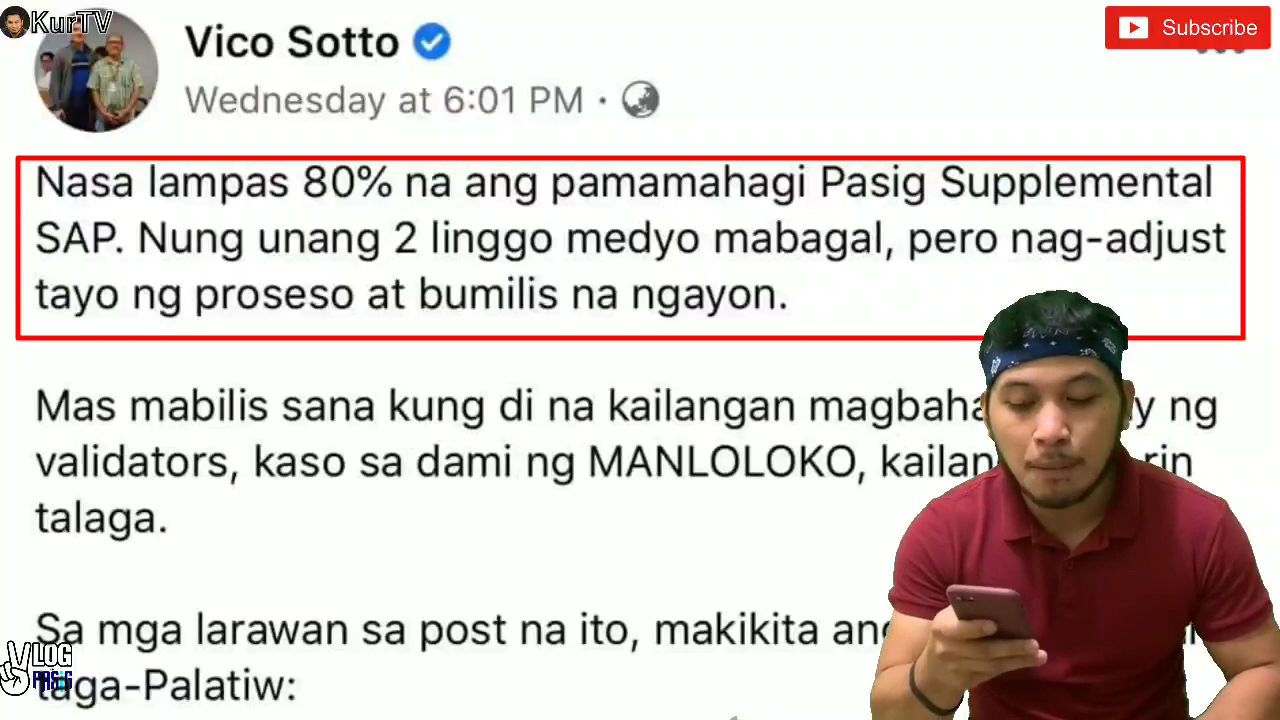 KurTV
Subscribe
Vico Sotto
Wednesday at 6:01 PM ·
Nasa lampas 80% na ang pamamahagi Pasig Supplemental
SAP. Nung unang 2 linggo medyo mabagal, pero nag-adjust
tayo ng proseso at bumilis na ngayon.
Mas mabilis sana kung di na kailangan ng
validators, kaso sa dami ng MANLOLOKO, rin
talaga.
Sa mga larawan sa post na ito, makikita
taga-Palatiw:
VLOG
PASIG